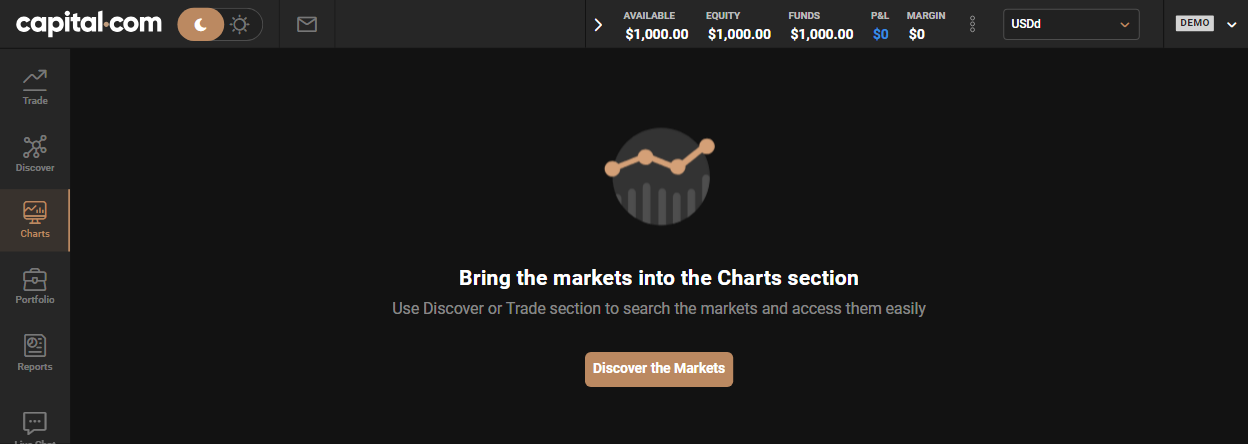 capital.com
AVAILABLE EQUITY FUNDS P&L MARGIN
$1,000.00 $1,000.00 $1,000.00 $0 $0
USDd
DEMO
Trade
Discover
Charts
Portfolio
Reports
Live Chat
Bring the markets into the Charts section
Use Discover or Trade section to search the markets and access them easily
Discover the Markets